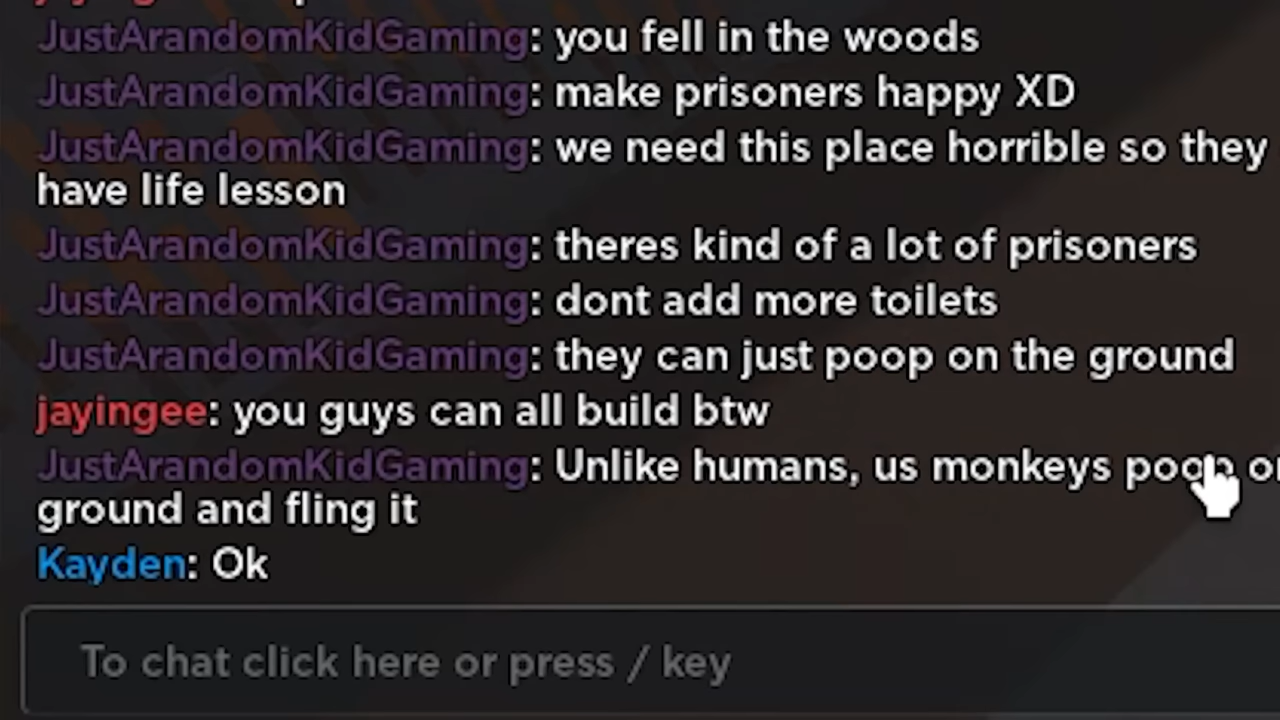 JustArandomKidGaming: you fell in the woods
JustArandomKidGaming: make prisoners happy XD
JustArandomKidGaming: we need this place horrible so they
have life lesson
JustArandomKidGaming: theres kind of a lot of prisoners
JustArandomKidGaming: dont add more toilets
JustArandomKidGaming: they can just poop on the ground
jayingee: you guys can all build btw
JustArandomKidGaming: Unlike humans, us monkeys poop
ground and fling it
Kayden: Ok
To chat click here or press / key